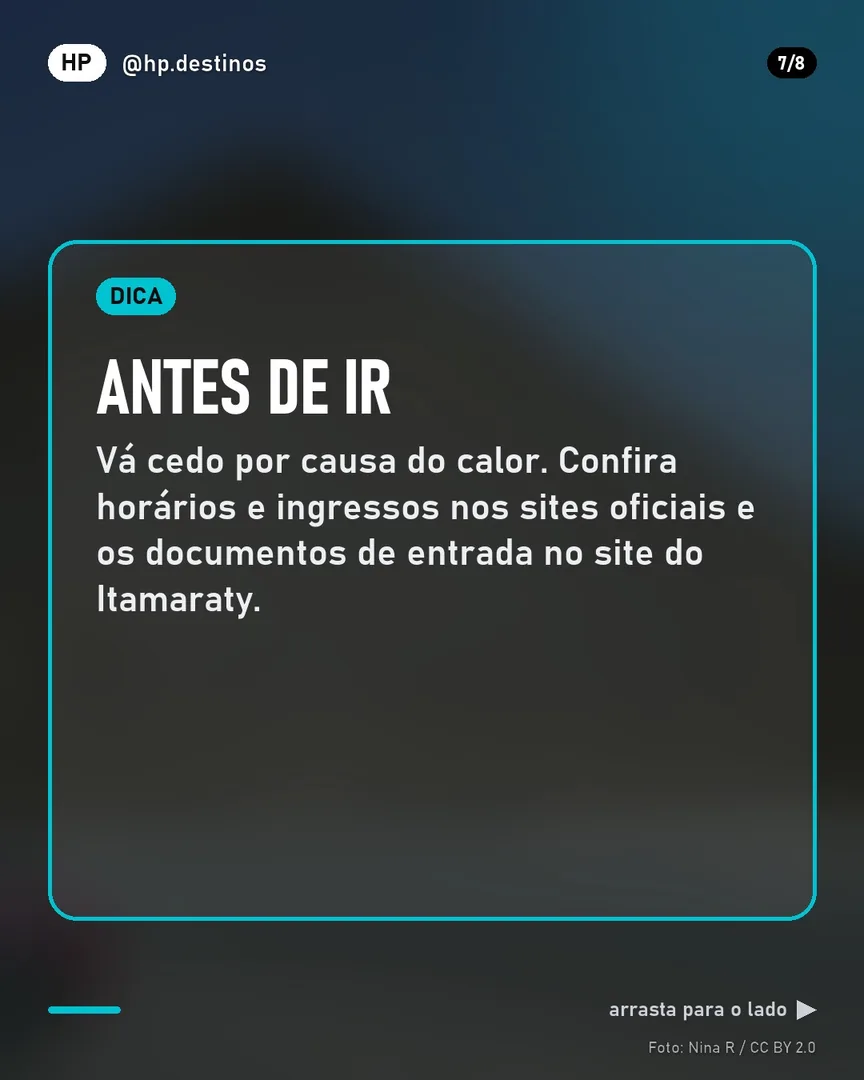 HP @hp.destinos 7/8
DICA
ANTES DE IR
Vá cedo por causa do calor. Confira
horários e ingressos nos sites oficiais e
os documentos de entrada no site do
Itamaraty.
arrasta para o lado ▶
Foto: Nina R / CC BY 2.0